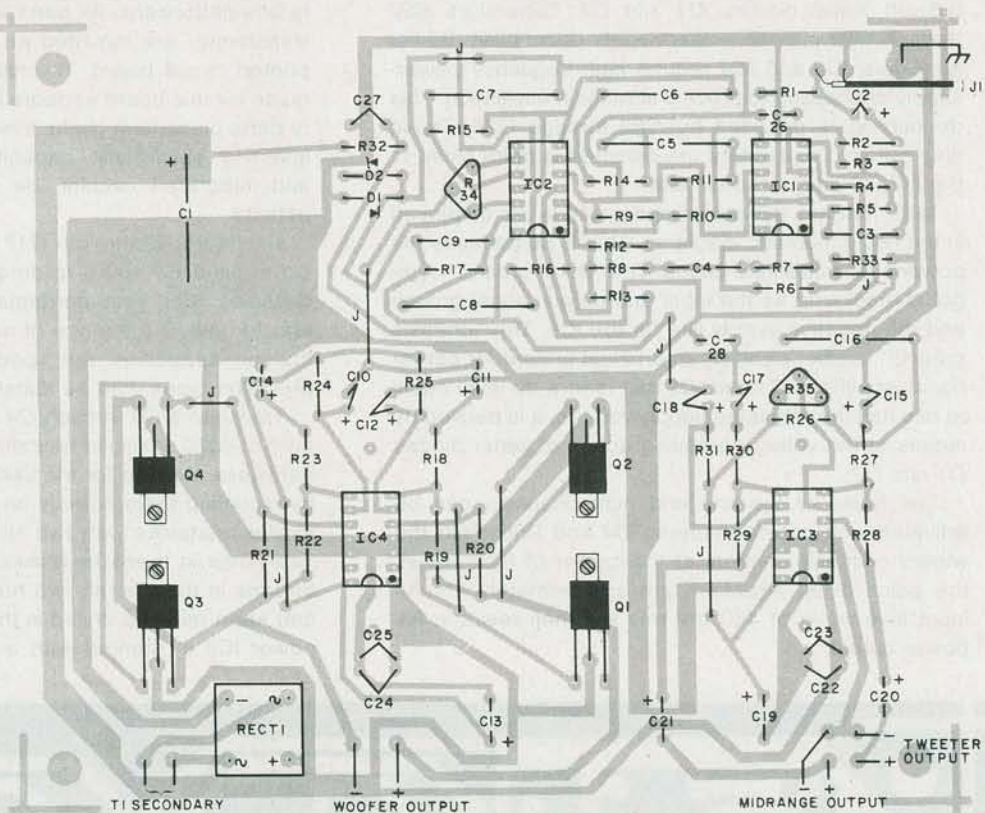 J
J1
C27
C7
C6
R1
C2
+
R15
C
26
R2
R32
C5
R3
D2
IC2
IC1
R4
R
34
R14
R11
D1
R5
+
C1
R9
R10
C3
C9
R12
R33
R17
R16
R8
C4
R7
J
R6
C8
R13
J
J
C
28
C16
C14
+
R24
C10
+
C12
+
R25
C11
+
C18
+
C17
+
R35
R26
C15
+
J
R23
R18
R31
R30
R27
Q4
Q2
R21
R22
IC4
R19
R20
R29
IC3
R28
J
J
J
J
Q3
Q1
C25
C23
C24
C22
+
C20
-
~
RECT1
~
+
C13
+
+
C21
+
C19
-
TWEETER
OUTPUT
+
T1 SECONDARY
-
+
WOOFER OUTPUT
-
+
MIDRANGE OUTPUT